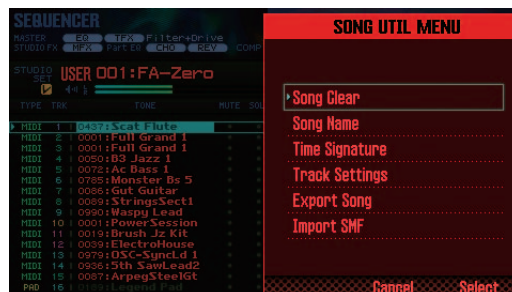 SEQUENCER
MASTER EQ TFX Filter+Drive
STUDIO FX MFX Part EQ CHO REV COMP
STUDIO SET USER 001:FA-Zero
TYPE TRK TONE MUTE SOL
MIDI 1 0437:Scat Flute
MIDI 2 0001:Full Grand 1
MIDI 3 0001:Full Grand 1
MIDI 4 0050:B3 Jazz 1
MIDI 5 0072:Ac Bass 1
MIDI 6 0785:Monster Bs 5
MIDI 7 0086:Gut Guitar
MIDI 8 0089:StringsSect1
MIDI 9 0990:Waspy Lead
MIDI 10 0001:PowerSession
MIDI 11 0019:Brush Jz Kit
MIDI 12 0039:ElectroHouse
MIDI 13 0979:OSC-SyncLd 1
MIDI 14 0936:5th SawLead2
MIDI 15 0087:ArpegSteelGt
PAD 16 0189:Legend Pad
SONG UTIL MENU
Song Clear
Song Name
Time Signature
Track Settings
Export Song
Import SMF
Cancel Select